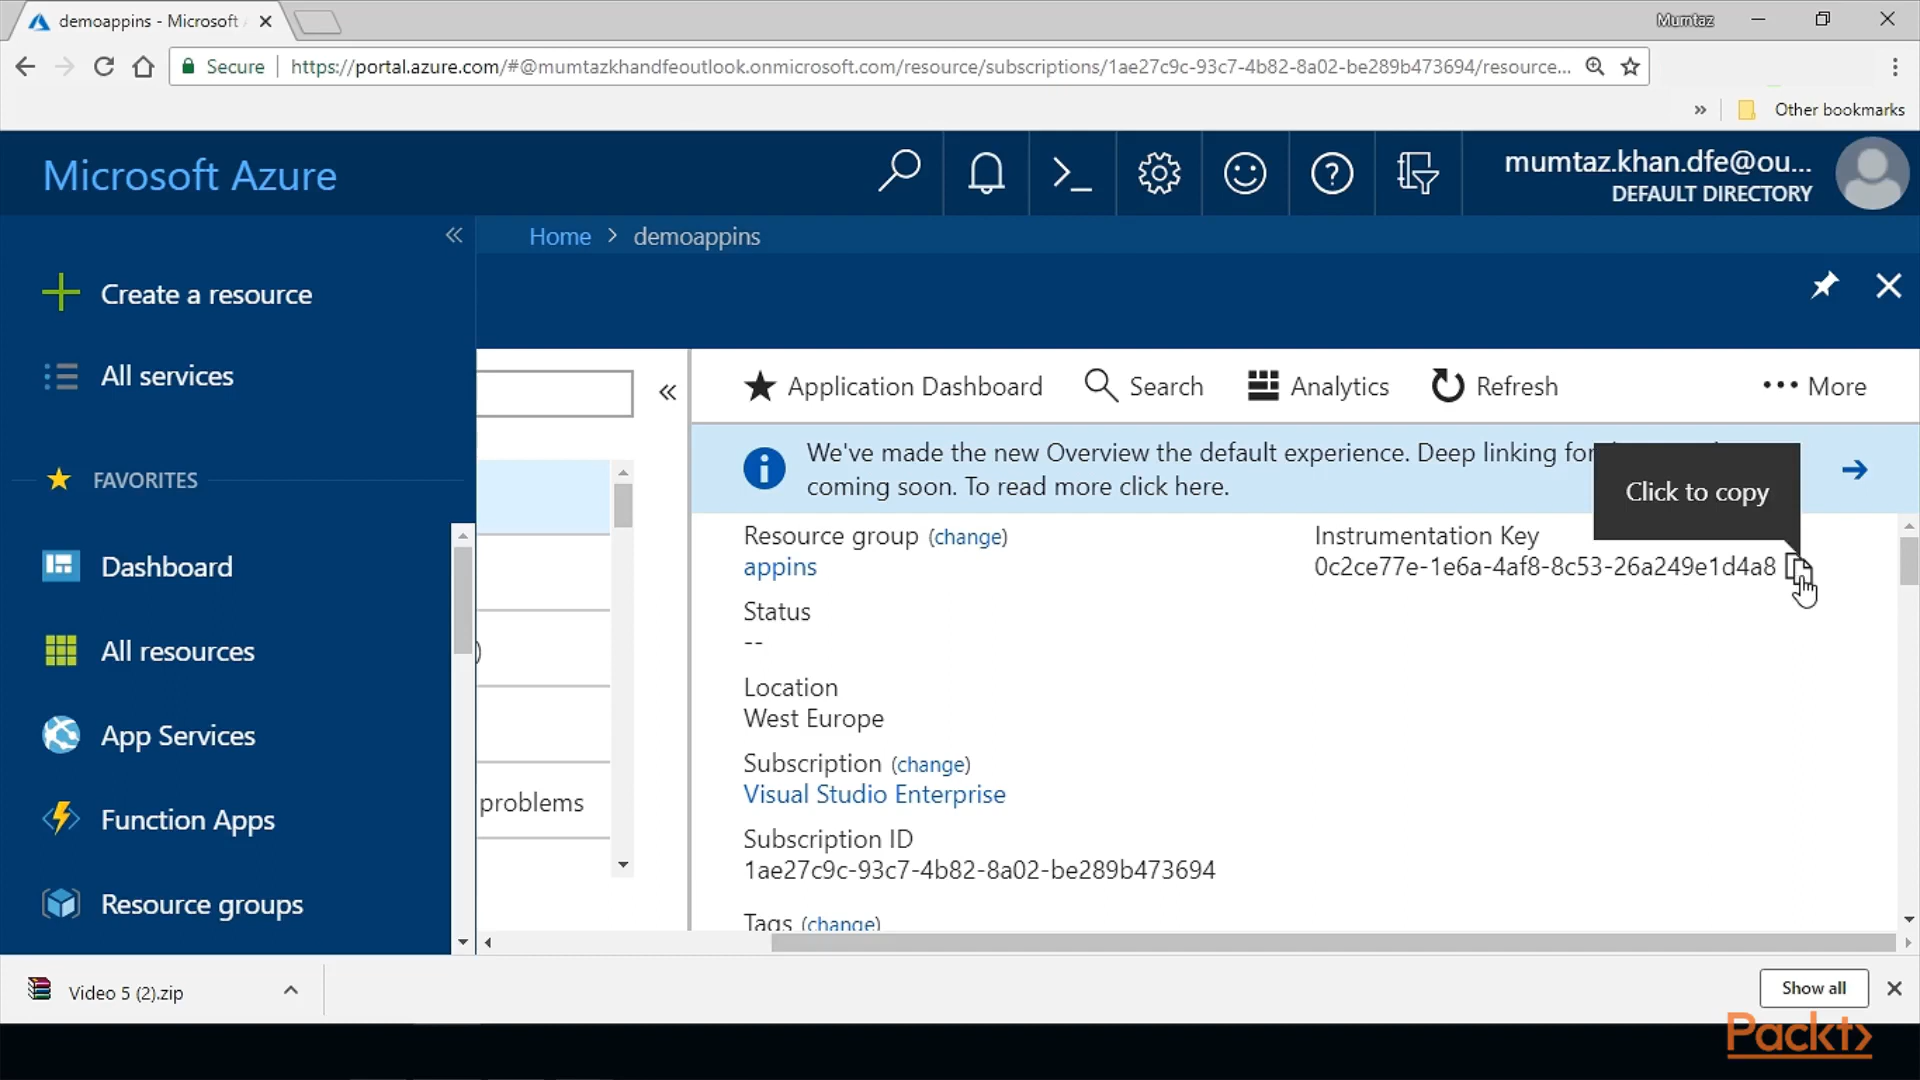 demoappins - Microsoft
Mumtaz
Secure
https://portal.azure.com/#@mumtazkhandfeoutlook.onmicrosoft.com/resource/subscriptions/1ae27c9c-93c7-4b82-8a02-be289b473694/resource...
Other bookmarks
Microsoft Azure
mumtaz.khan.dfe@ou...
DEFAULT DIRECTORY
Home > demoappins
Create a resource
All services
FAVORITES
Dashboard
All resources
App Services
Function Apps
Resource groups
)
problems
Application Dashboard
Search
Analytics
Refresh
More
We've made the new Overview the default experience. Deep linking for
coming soon. To read more click here.
Click to copy
Resource group (change)
appins
Status
--
Location
West Europe
Subscription (change)
Visual Studio Enterprise
Subscription ID
1ae27c9c-93c7-4b82-8a02-be289b473694
Tags (change)
Instrumentation Key
0c2ce77e-1e6a-4af8-8c53-26a249e1d4a8
Video 5 (2).zip
Show all
Packt>